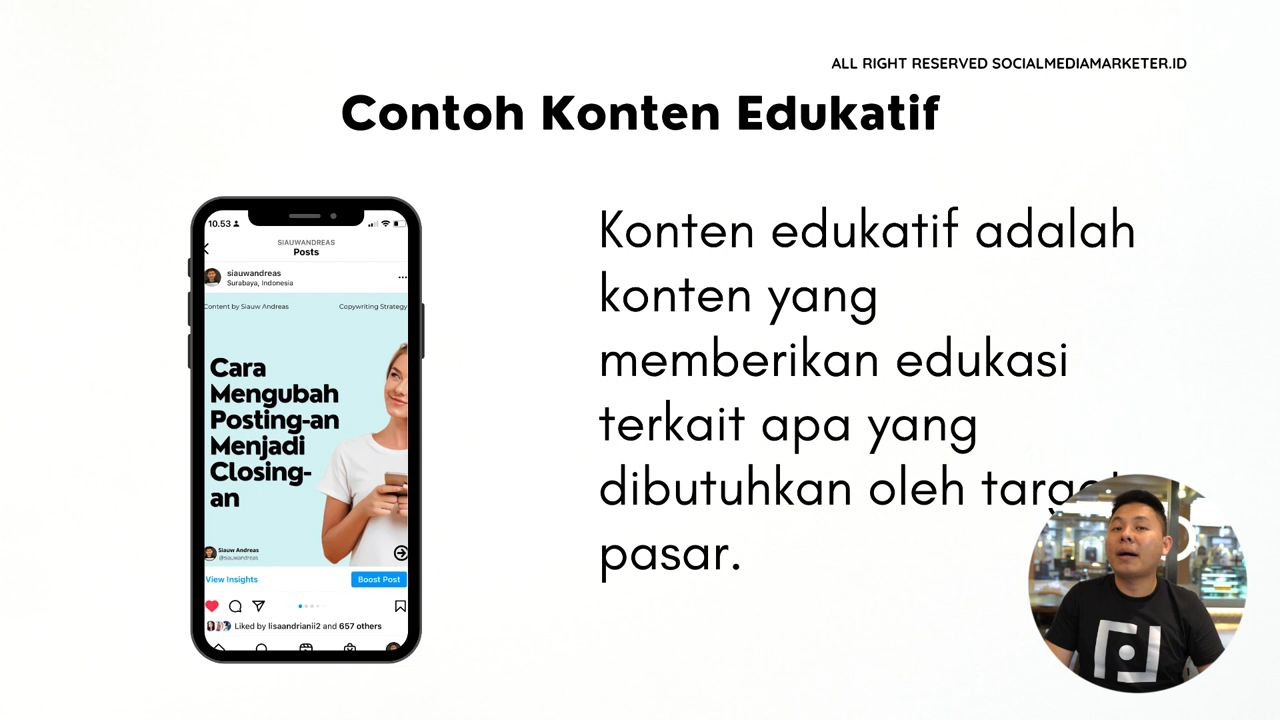 ALL RIGHT RESERVED SOCIALMEDIAMARKETER.ID
Contoh Konten Edukatif
10.53
SIAUWANDREAS
Posts
siauwandreas
Surabaya, Indonesia
Content by Siauw Andreas
Copywriting Strategy
Cara
Mengubah
Posting-an
Menjadi
Closing-
an
Siauw Andreas
@siauwandreas
View Insights
Boost Post
Liked by lisaandrianii2 and 657 others
Konten edukatif adalah
konten yang
memberikan edukasi
terkait apa yang
dibutuhkan oleh target
pasar.